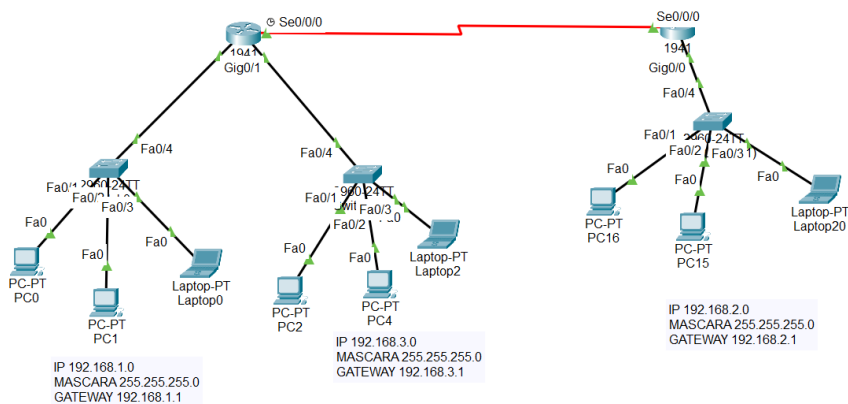 Se0/0/0
1941
Gig0/1
Se0/0/0
1941
Gig0/0
Fa0/4
Fa0/4
Fa0/1
Fa0/2
Fa0/3
Fa0
Fa0
Fa0
PC-PT
PC0
PC-PT
PC1
Laptop-PT
Laptop0
IP 192.168.1.0
MASCARA 255.255.255.0
GATEWAY 192.168.1.1
Fa0/4
Fa0/1
Fa0/2
Fa0/3
Fa0
Fa0
PC-PT
PC2
PC-PT
PC4
Laptop-PT
Laptop2
IP 192.168.3.0
MASCARA 255.255.255.0
GATEWAY 192.168.3.1
Fa0/1
2960-24TT
Fa0/2
Fa0/3
Fa0
Fa0
Fa0
PC-PT
PC16
PC-PT
PC15
Laptop-PT
Laptop20
IP 192.168.2.0
MASCARA 255.255.255.0
GATEWAY 192.168.2.1